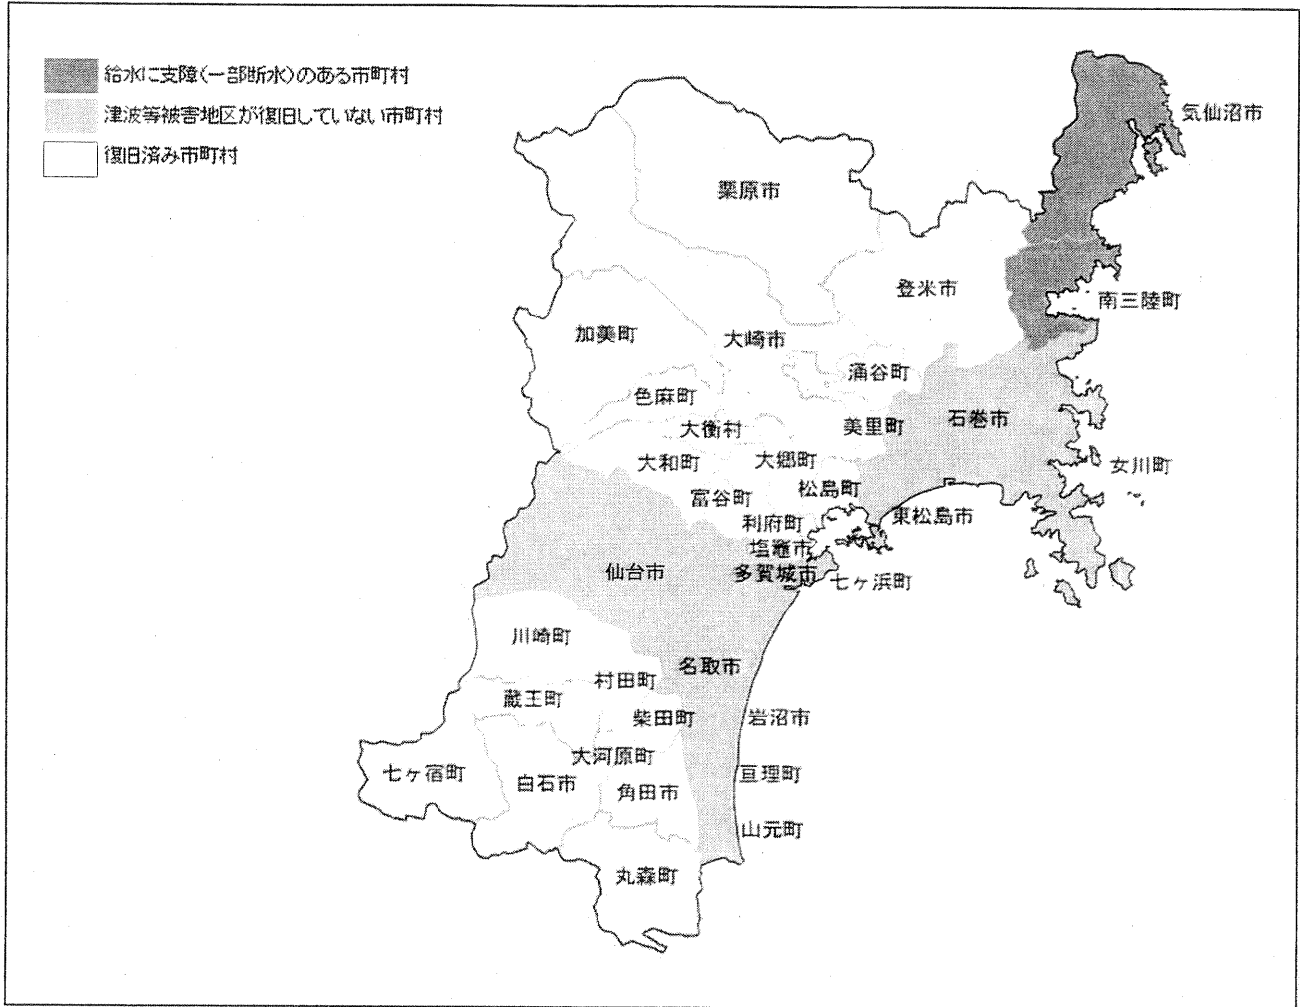 給水に支障(一部断水)のある市町村
津波等被害地区が復旧していない市町村
復旧済み市町村
気仙沼市
栗原市
登米市
南三陸町
加美町
大崎市
涌谷町
色麻町
石巻市
大衡村
美里町
大和町
大郷町
女川町
富谷町
松島町
利府町
東松島市
塩竈市
仙台市
多賀城市
七ヶ浜町
川崎町
名取市
村田町
蔵王町
柴田町
岩沼市
大河原町
七ヶ宿町
白石市
角田市
亘理町
山元町
丸森町